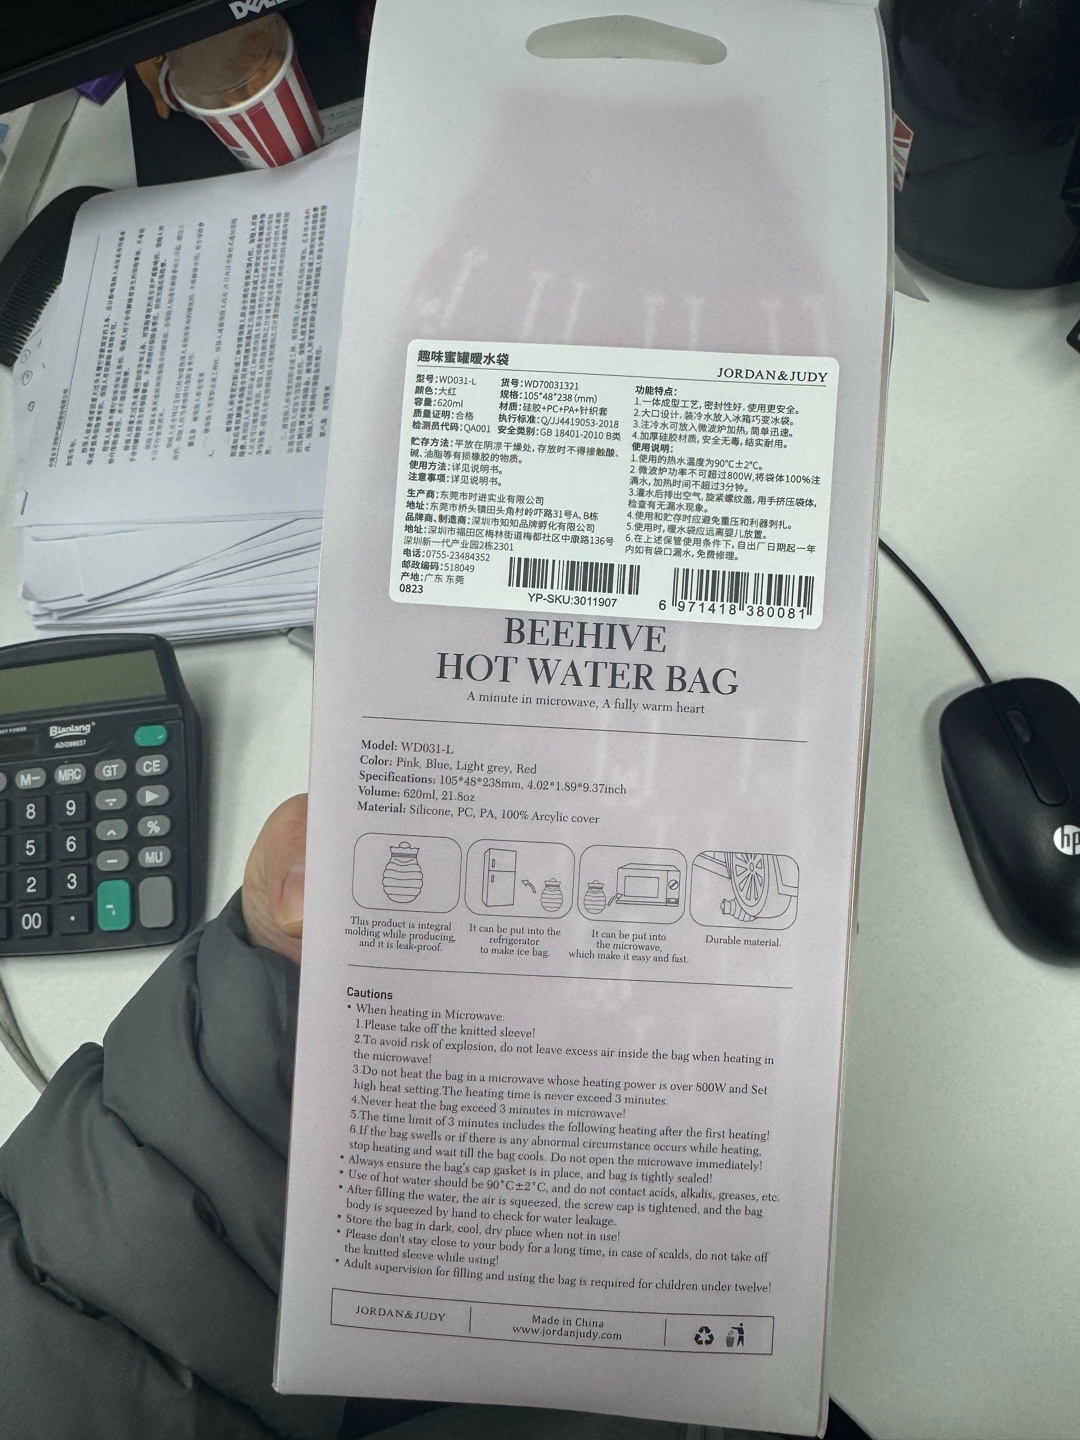 DELL
趣味蜜罐暖水袋
JORDAN&JUDY
型号:WD031-L 货号:WD70031321
颜色:大红 规格:105*48*238(mm)
容量:620ml 材质:硅胶+PC+PA+针织套
质量证明:合格 执行标准:Q/JJ4419053-2018
检测员代码:QA001 安全类别:GB 18401-2010 B类
贮存方法:平放在阴凉干燥处,存放时不得接触酸、
碱、油脂等有损橡胶的物质。
使用方法:详见说明书。
注意事项:详见说明书。
生产商:东莞市时进实业有限公司
地址:东莞市桥头镇田头角村岭吓路31号A、B栋
品牌商、制造商:深圳市知知品牌孵化有限公司
地址:深圳市福田区梅林街道梅都社区中康路136号
深圳新一代产业园2栋2301
电话:0755-23484352
邮政编码:518049
产地:广东 东莞
0823
功能特点:
1.一体成型工艺,密封性好,使用更安全。
2.大口设计,装冷水放入冰箱巧变冰袋。
3.注冷水可放入微波炉加热,简单迅速。
4.加厚硅胶材质,安全无毒,结实耐用。
使用说明:
1.使用的热水温度为90℃±2℃。
2.微波炉功率不可超过800W,将袋体100%注
满水,加热时间不超过3分钟。
3.灌水后排出空气,旋紧螺纹盖,用手挤压袋体,
检查有无漏水现象。
4.使用和贮存时应避免重压和利器刺扎。
5.使用时,暖水袋应远离婴儿放置。
6.在上述保管使用条件下,自出厂日期起一年
内如有袋口漏水,免费修理。
YP-SKU:3011907
6 971418 380081
BEEHIVE
HOT WATER BAG
A minute in microwave, A fully warm heart
Model: WD031-L
Color: Pink, Blue, Light grey, Red
Specifications: 105*48*238mm, 4.02*1.89*9.37inch
Volume: 620ml, 21.8oz
Material: Silicone, PC, PA, 100% Arcylic cover
This product is integral
molding while producing,
and it is leak-proof.
It can be put into the
refrigerator
to make ice bag.
It can be put into
the microwave,
which make it easy and fast.
Durable material.
Cautions
• When heating in Microwave:
1.Please take off the knitted sleeve!
2.To avoid risk of explosion, do not leave excess air inside the bag when heating in
the microwave!
3.Do not heat the bag in a microwave whose heating power is over 800W and Set
high heat setting.The heating time is never exceed 3 minutes.
4.Never heat the bag exceed 3 minutes in microwave!
5.The time limit of 3 minutes includes the following heating after the first heating!
6.If the bag swells or if there is any abnormal circumstance occurs while heating,
stop heating and wait till the bag cools. Do not open the microwave immediately!
• Always ensure the bag's cap gasket is in place, and bag is tightly sealed!
• Use of hot water should be 90°C±2°C, and do not contact acids, alkalis, greases, etc.
• After filling the water, the air is squeezed, the screw cap is tightened, and the bag
body is squeezed by hand to check for water leakage.
• Store the bag in dark, cool, dry place when not in use!
• Please don't stay close to your body for a long time, in case of scalds, do not take off
the knitted sleeve while using!
• Adult supervision for filling and using the bag is required for children under twelve!
JORDAN&JUDY
Made in China
www.jordanjudy.com
Bianlang
M− MRC GT CE
8 9 ÷ ▶
5 6 %
2 3 − MU
00 ·
hp